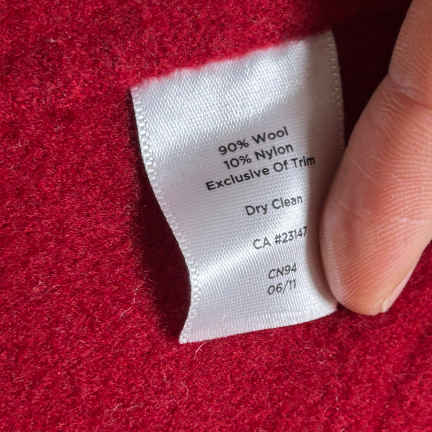 90% Wool
10% Nylon
Exclusive Of Trim
Dry Clean
CA #23147
CN94
06/11